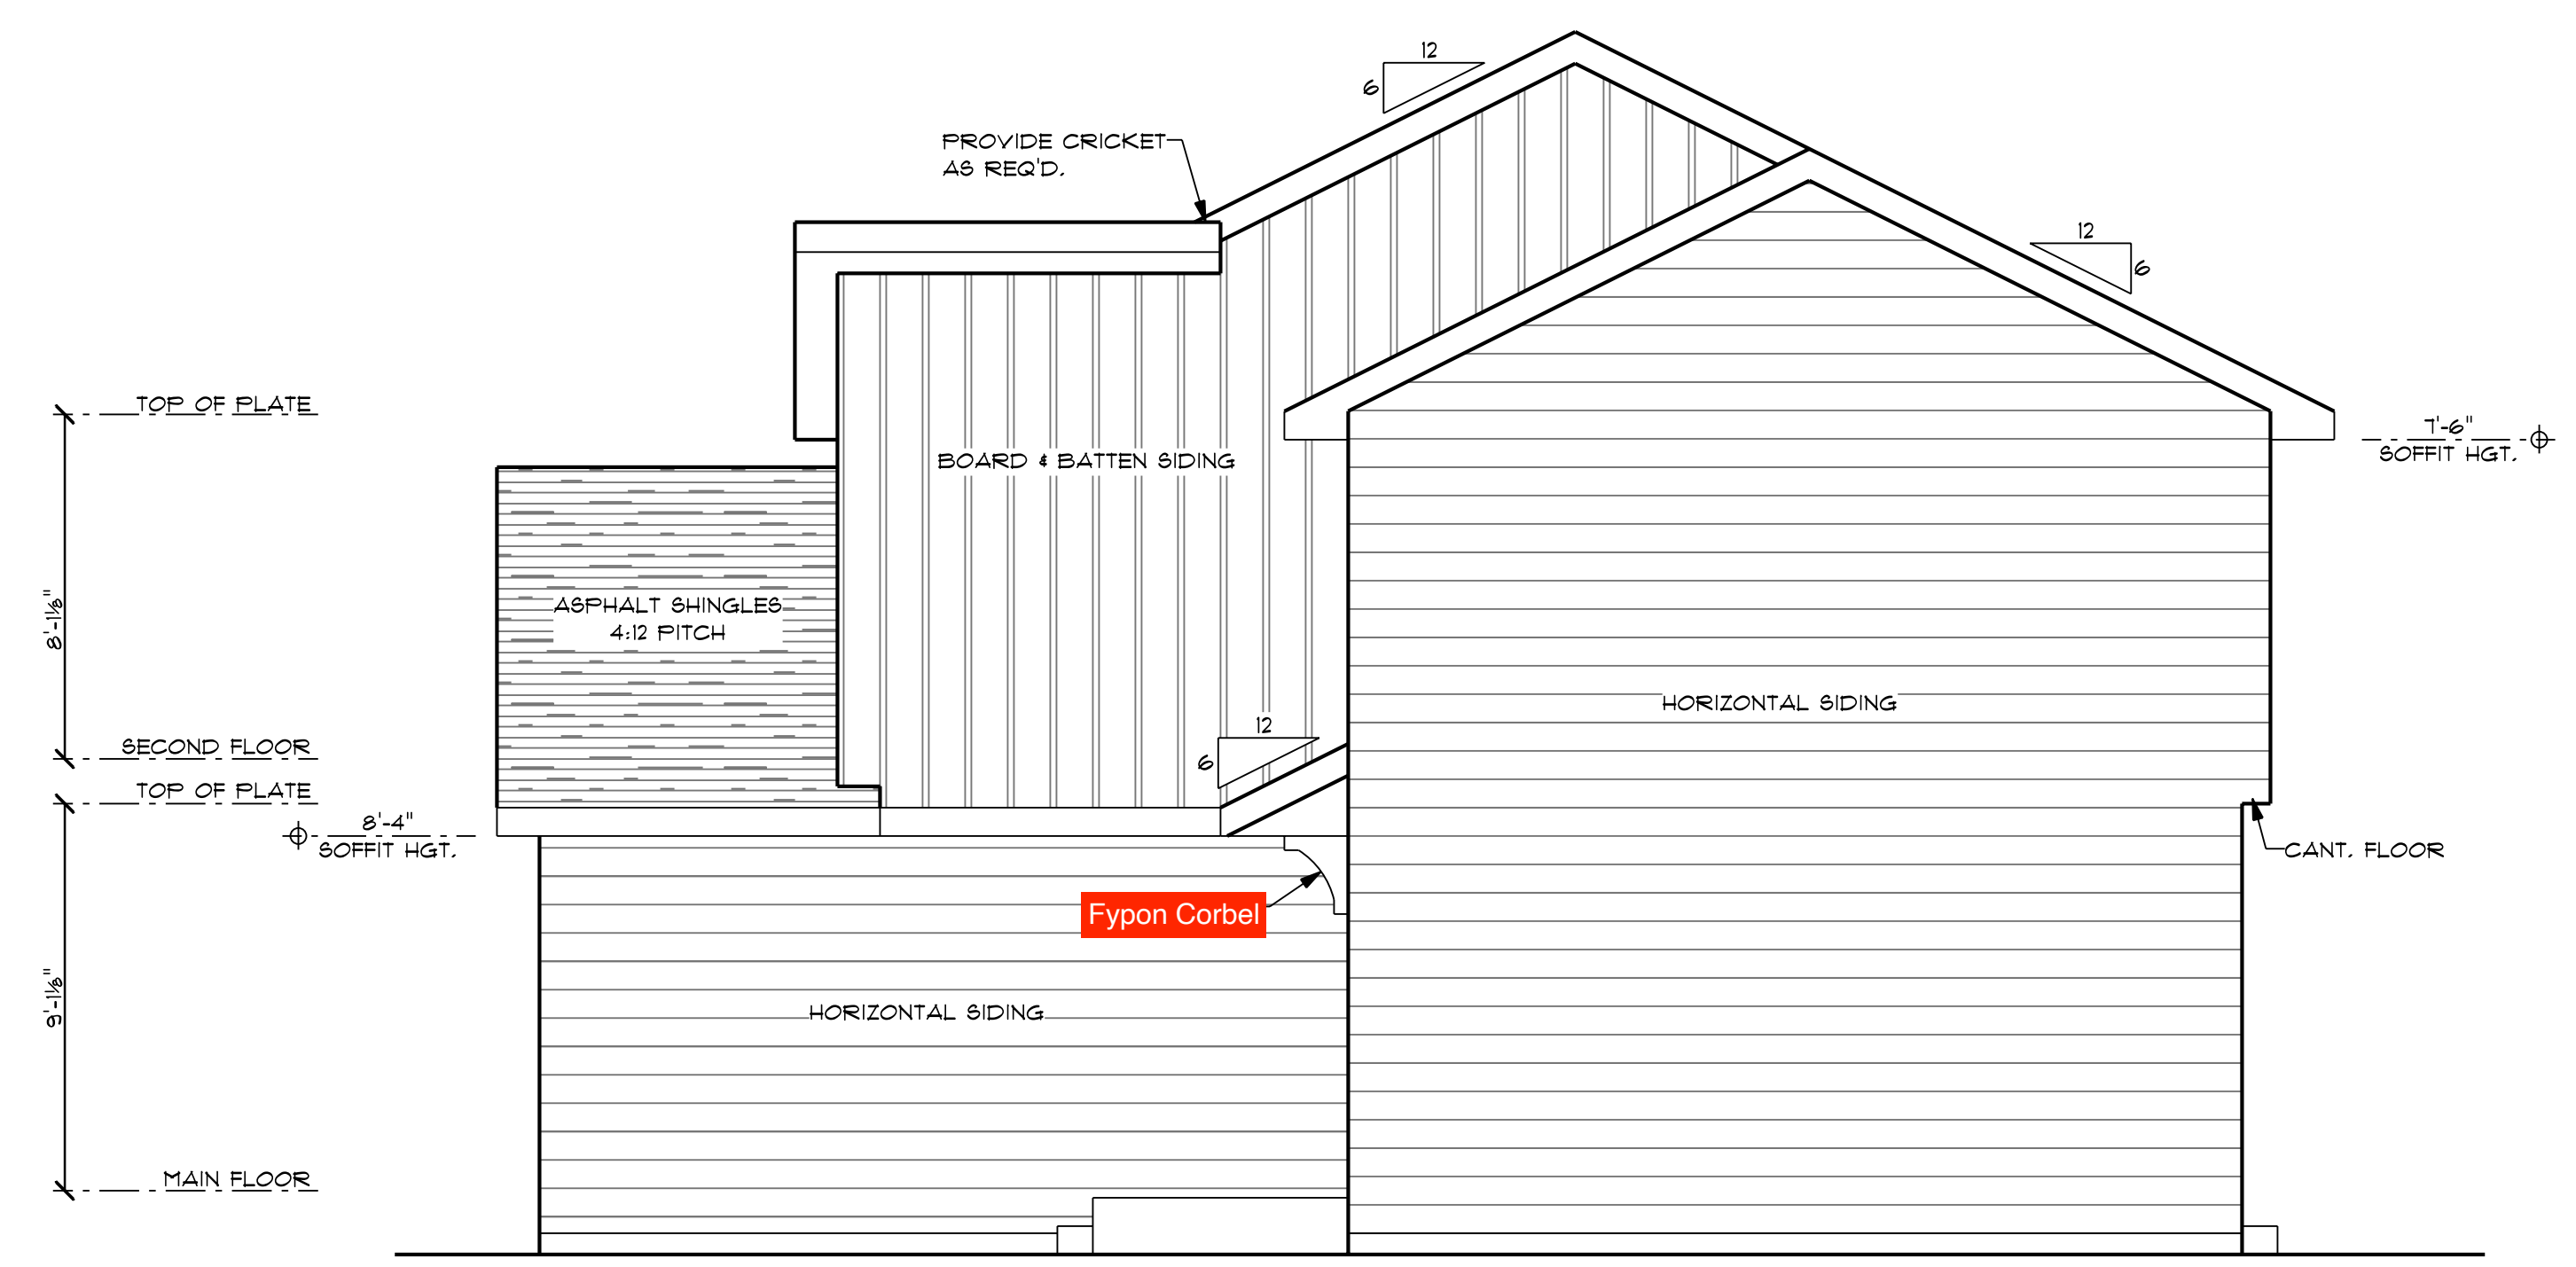 12
6
PROVIDE CRICKET
AS REQ'D.
12
6
TOP OF PLATE
7'-6"
SOFFIT HGT.
BOARD & BATTEN SIDING
8'-1⅛"
ASPHALT SHINGLES
4:12 PITCH
HORIZONTAL SIDING
12
6
SECOND FLOOR
TOP OF PLATE
8'-4"
SOFFIT HGT.
CANT. FLOOR
Fypon Corbel
9'-1⅛"
HORIZONTAL SIDING
MAIN FLOOR